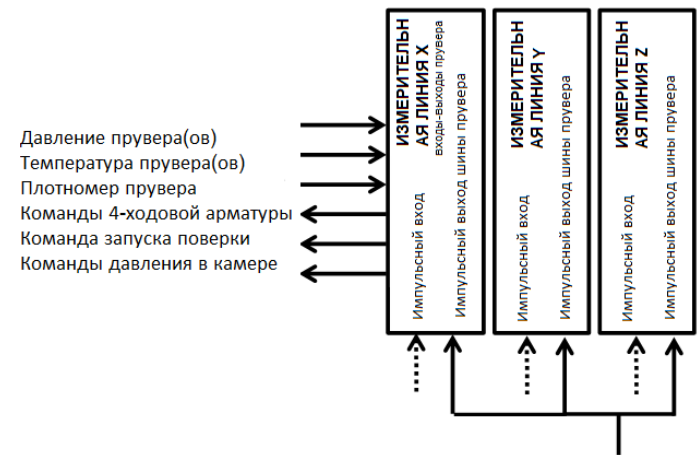 Давление прувера(ов)
Температура прувера(ов)
Плотномер прувера
Команды 4-ходовой арматуры
Команда запуска поверки
Команды давления в камере
ИЗМЕРИТЕЛЬН
АЯ ЛИНИЯ X
входы-выходы прувера
Импульсный вход
Импульсный выход шины прувера
ИЗМЕРИТЕЛЬН
АЯ ЛИНИЯ Y
Импульсный вход
Импульсный выход шины прувера
ИЗМЕРИТЕЛЬН
АЯ ЛИНИЯ Z
Импульсный вход
Импульсный выход шины прувера